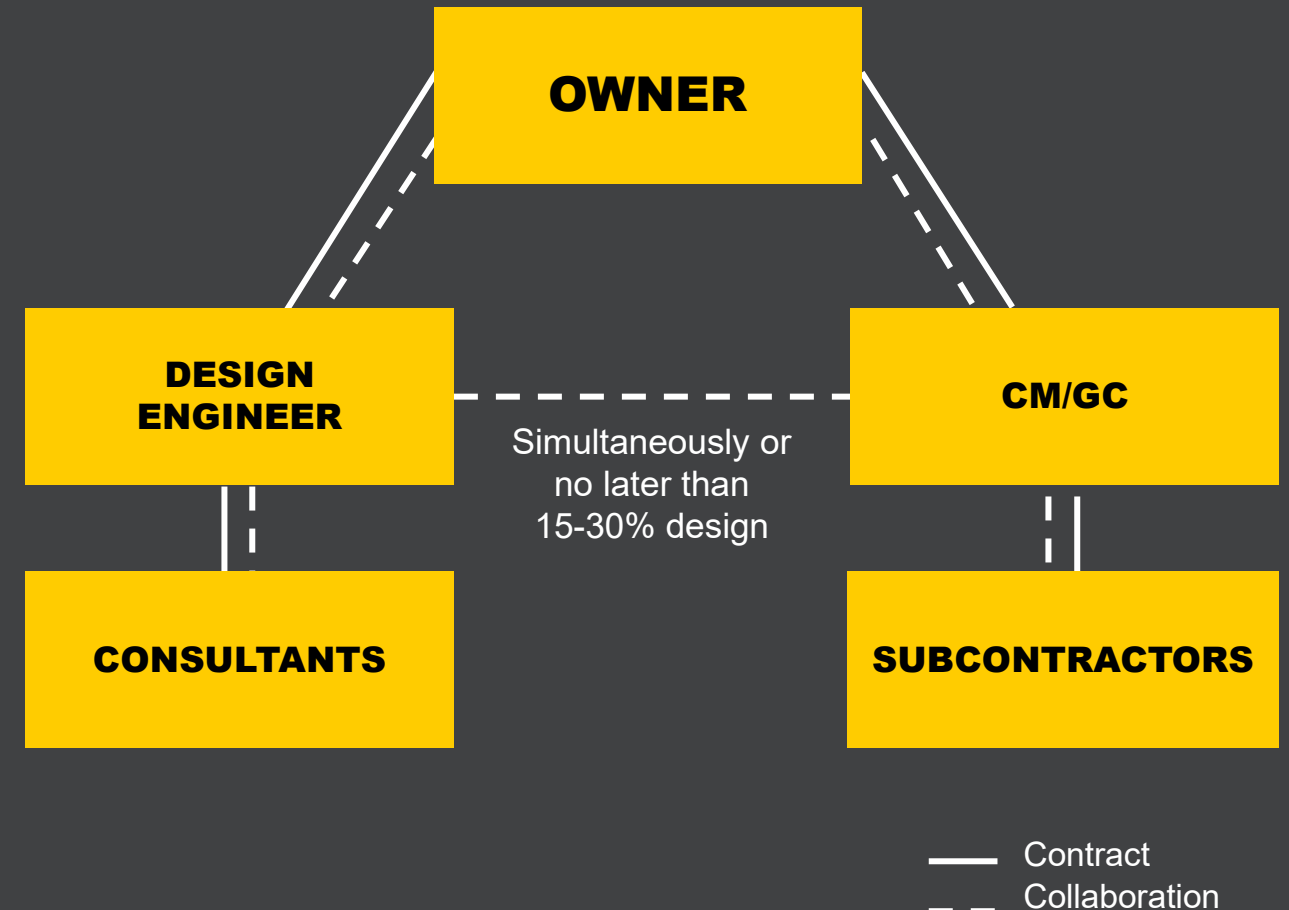 OWNER
DESIGN
ENGINEER
CM/GC
Simultaneously or
no later than
15-30% design
CONSULTANTS
SUBCONTRACTORS
Contract
Collaboration